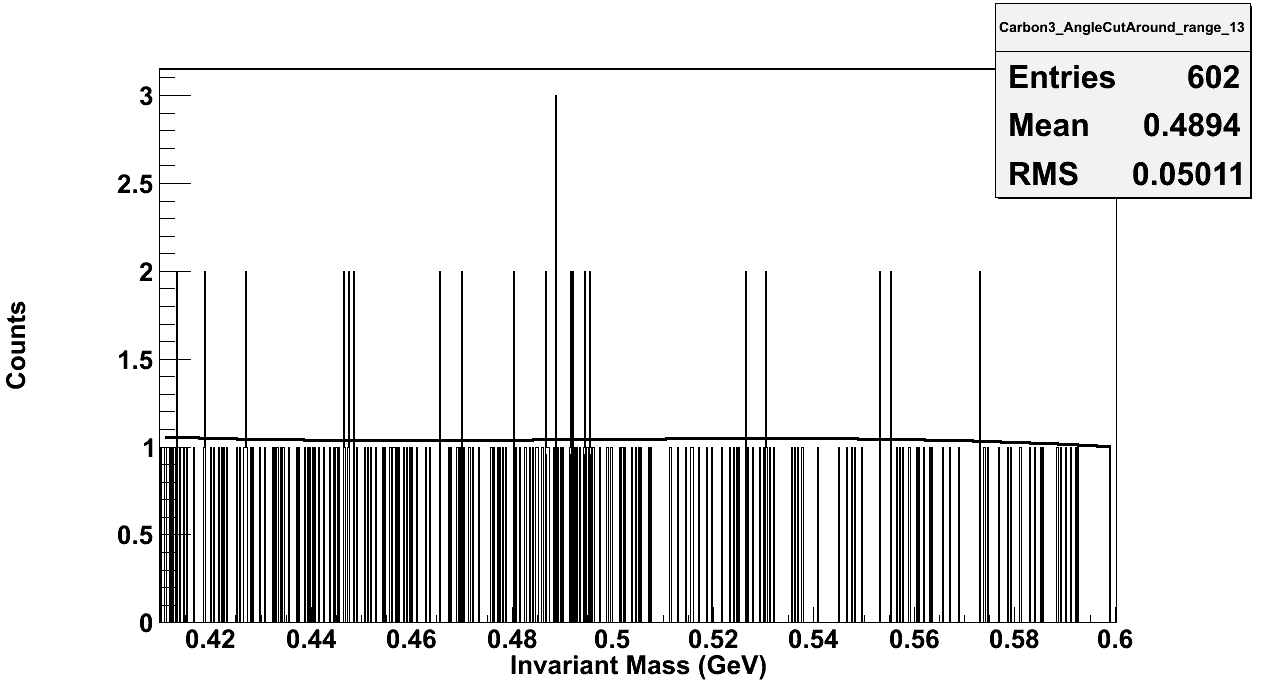 Carbon3_AngleCutAround_range_13
Entries 602
Mean 0.4894
RMS 0.05011
3
2.5
2
1.5
1
0.5
0
Counts
0.42 0.44 0.46 0.48 0.5 0.52 0.54 0.56 0.58 0.6
Invariant Mass (GeV)